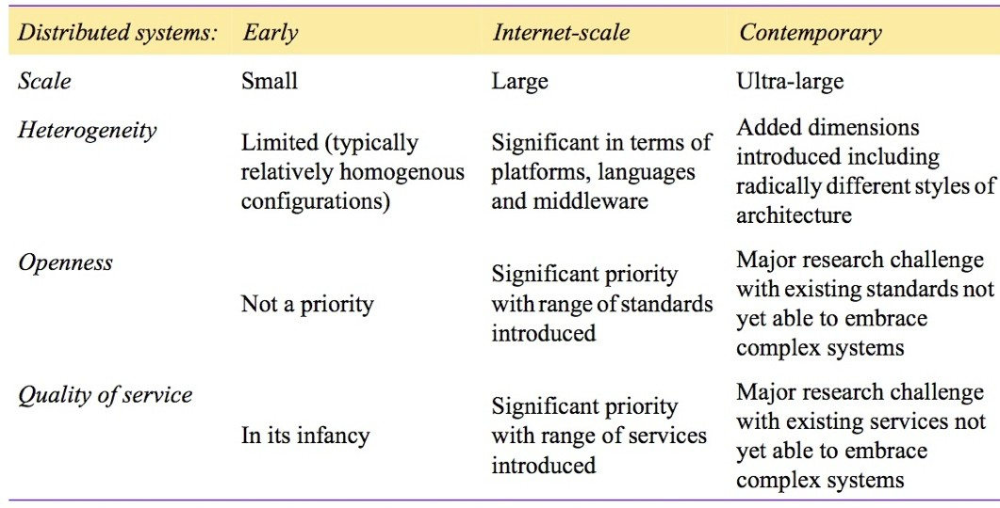 Distributed systems: Early Internet-scale Contemporary
Scale Small Large Ultra-large
Heterogeneity
Limited (typically
relatively homogenous
configurations)
Significant in terms of
platforms, languages
and middleware
Added dimensions
introduced including
radically different styles of
architecture
Openness
Not a priority
Significant priority
with range of standards
introduced
Major research challenge
with existing standards not
yet able to embrace
complex systems
Quality of service
In its infancy
Significant priority
with range of services
introduced
Major research challenge
with existing services not
yet able to embrace
complex systems